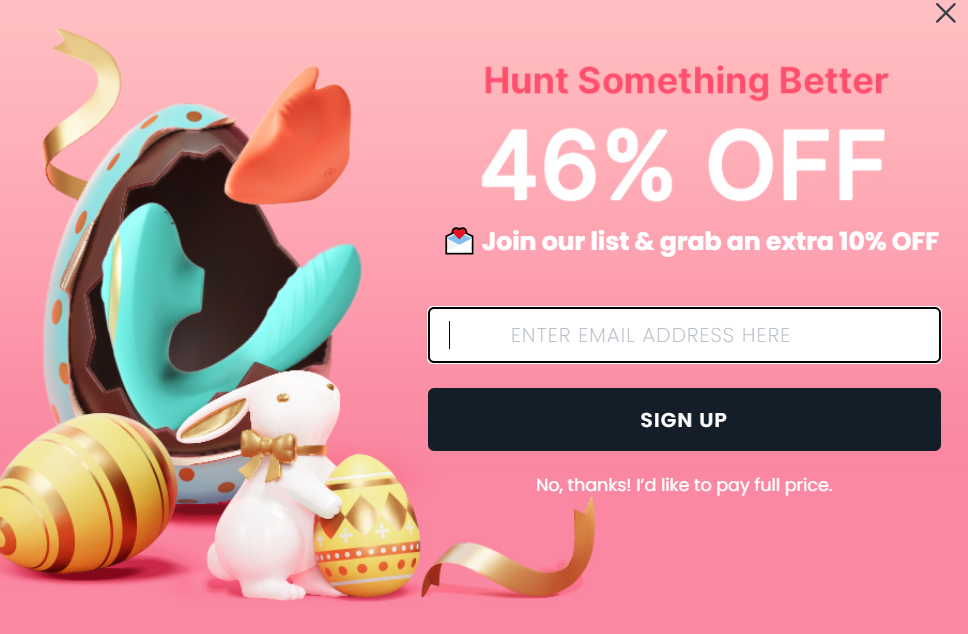 Hunt Something Better
46% OFF
💌 Join our list & grab an extra 10% OFF
ENTER EMAIL ADDRESS HERE
SIGN UP
No, thanks! I'd like to pay full price.